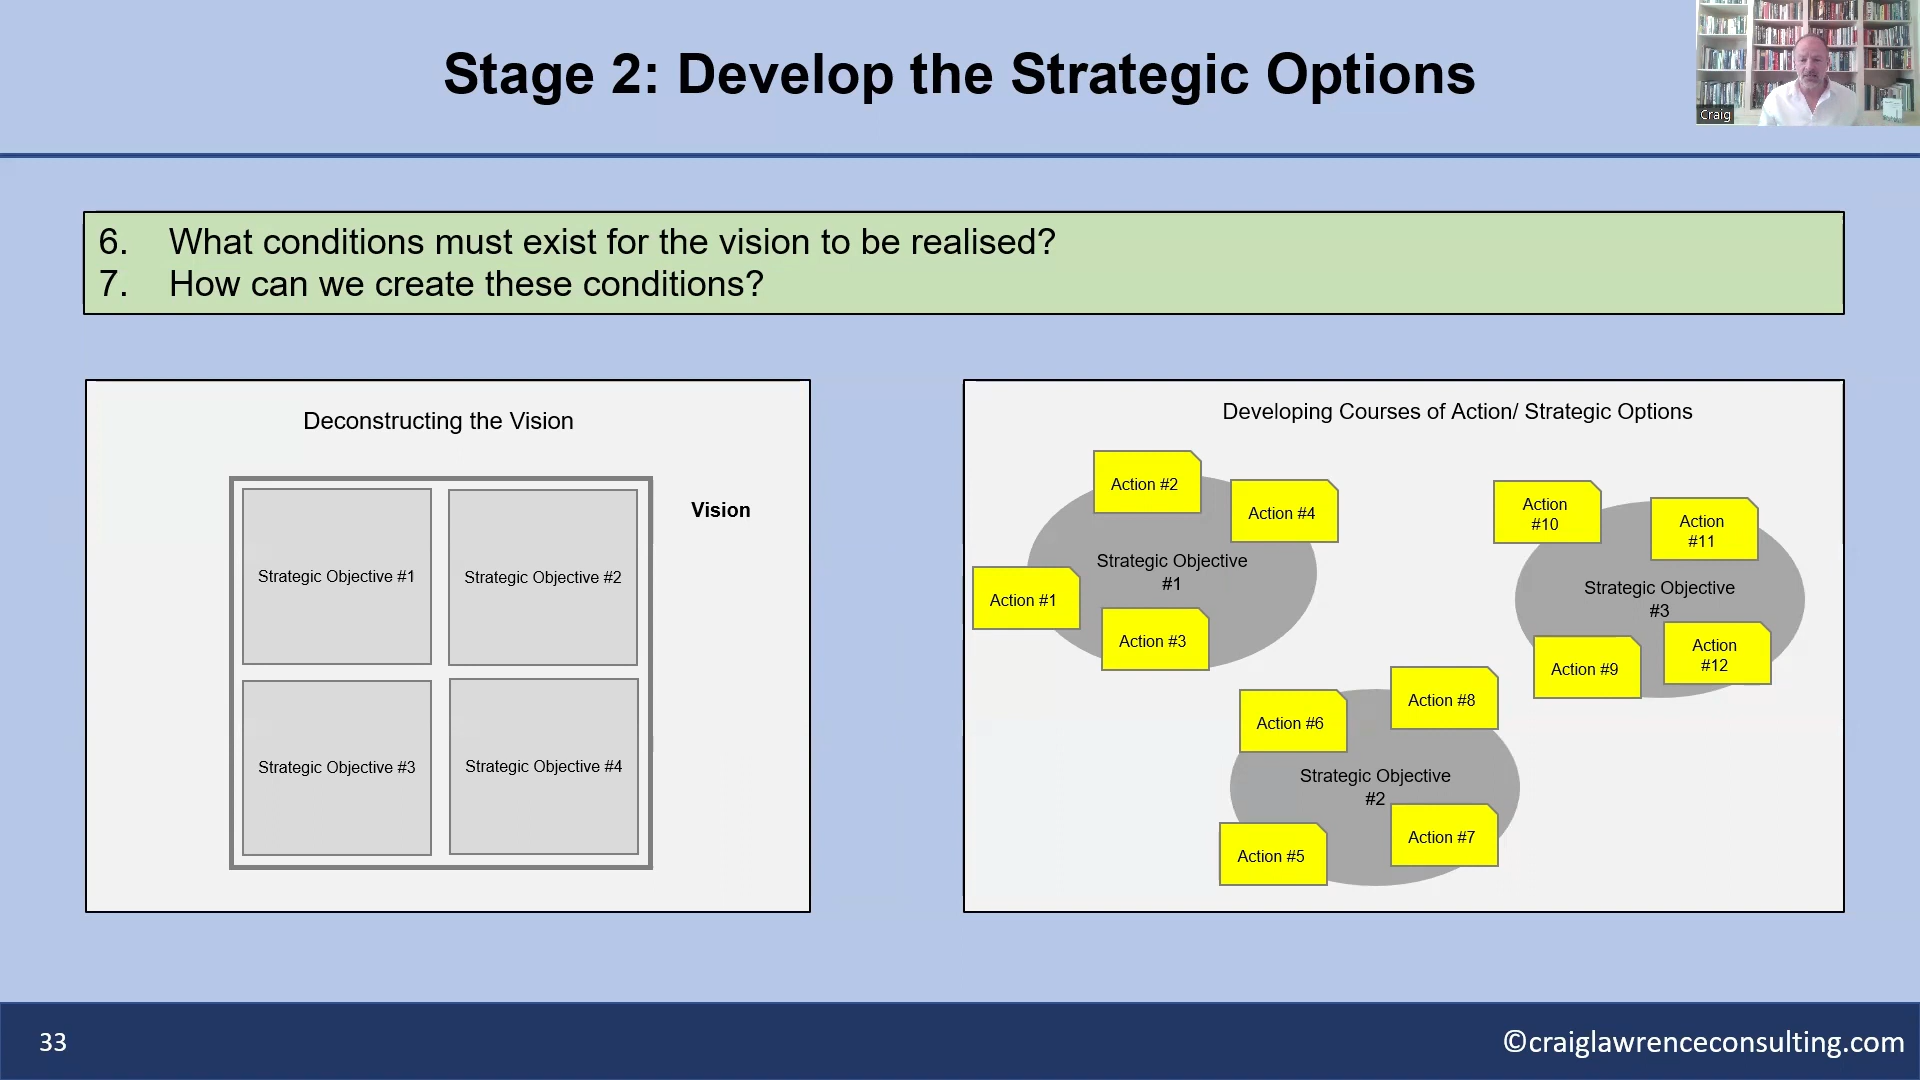 Stage 2: Develop the Strategic Options
Craig
6. What conditions must exist for the vision to be realised?
7. How can we create these conditions?
Deconstructing the Vision
Vision
Strategic Objective #1
Strategic Objective #2
Strategic Objective #3
Strategic Objective #4
Developing Courses of Action/ Strategic Options
Action #2
Action #4
Strategic Objective
#1
Action #1
Action #3
Action
#10
Action
#11
Strategic Objective
#3
Action #9
Action
#12
Action #6
Action #8
Strategic Objective
#2
Action #5
Action #7
33
©craiglawrenceconsulting.com